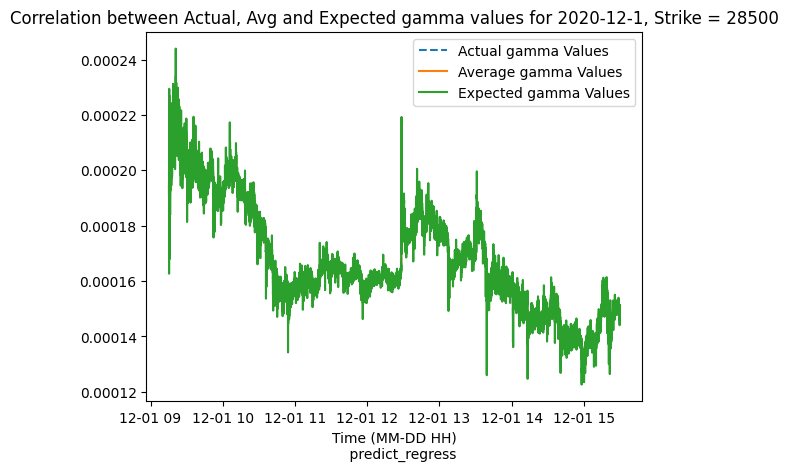 Correlation between Actual, Avg and Expected gamma values for 2020-12-1, Strike = 28500
Actual gamma Values
Average gamma Values
Expected gamma Values
0.00024
0.00022
0.00020
0.00018
0.00016
0.00014
0.00012
12-01 09 12-01 10 12-01 11 12-01 12 12-01 13 12-01 14 12-01 15
Time (MM-DD HH)
predict_regress